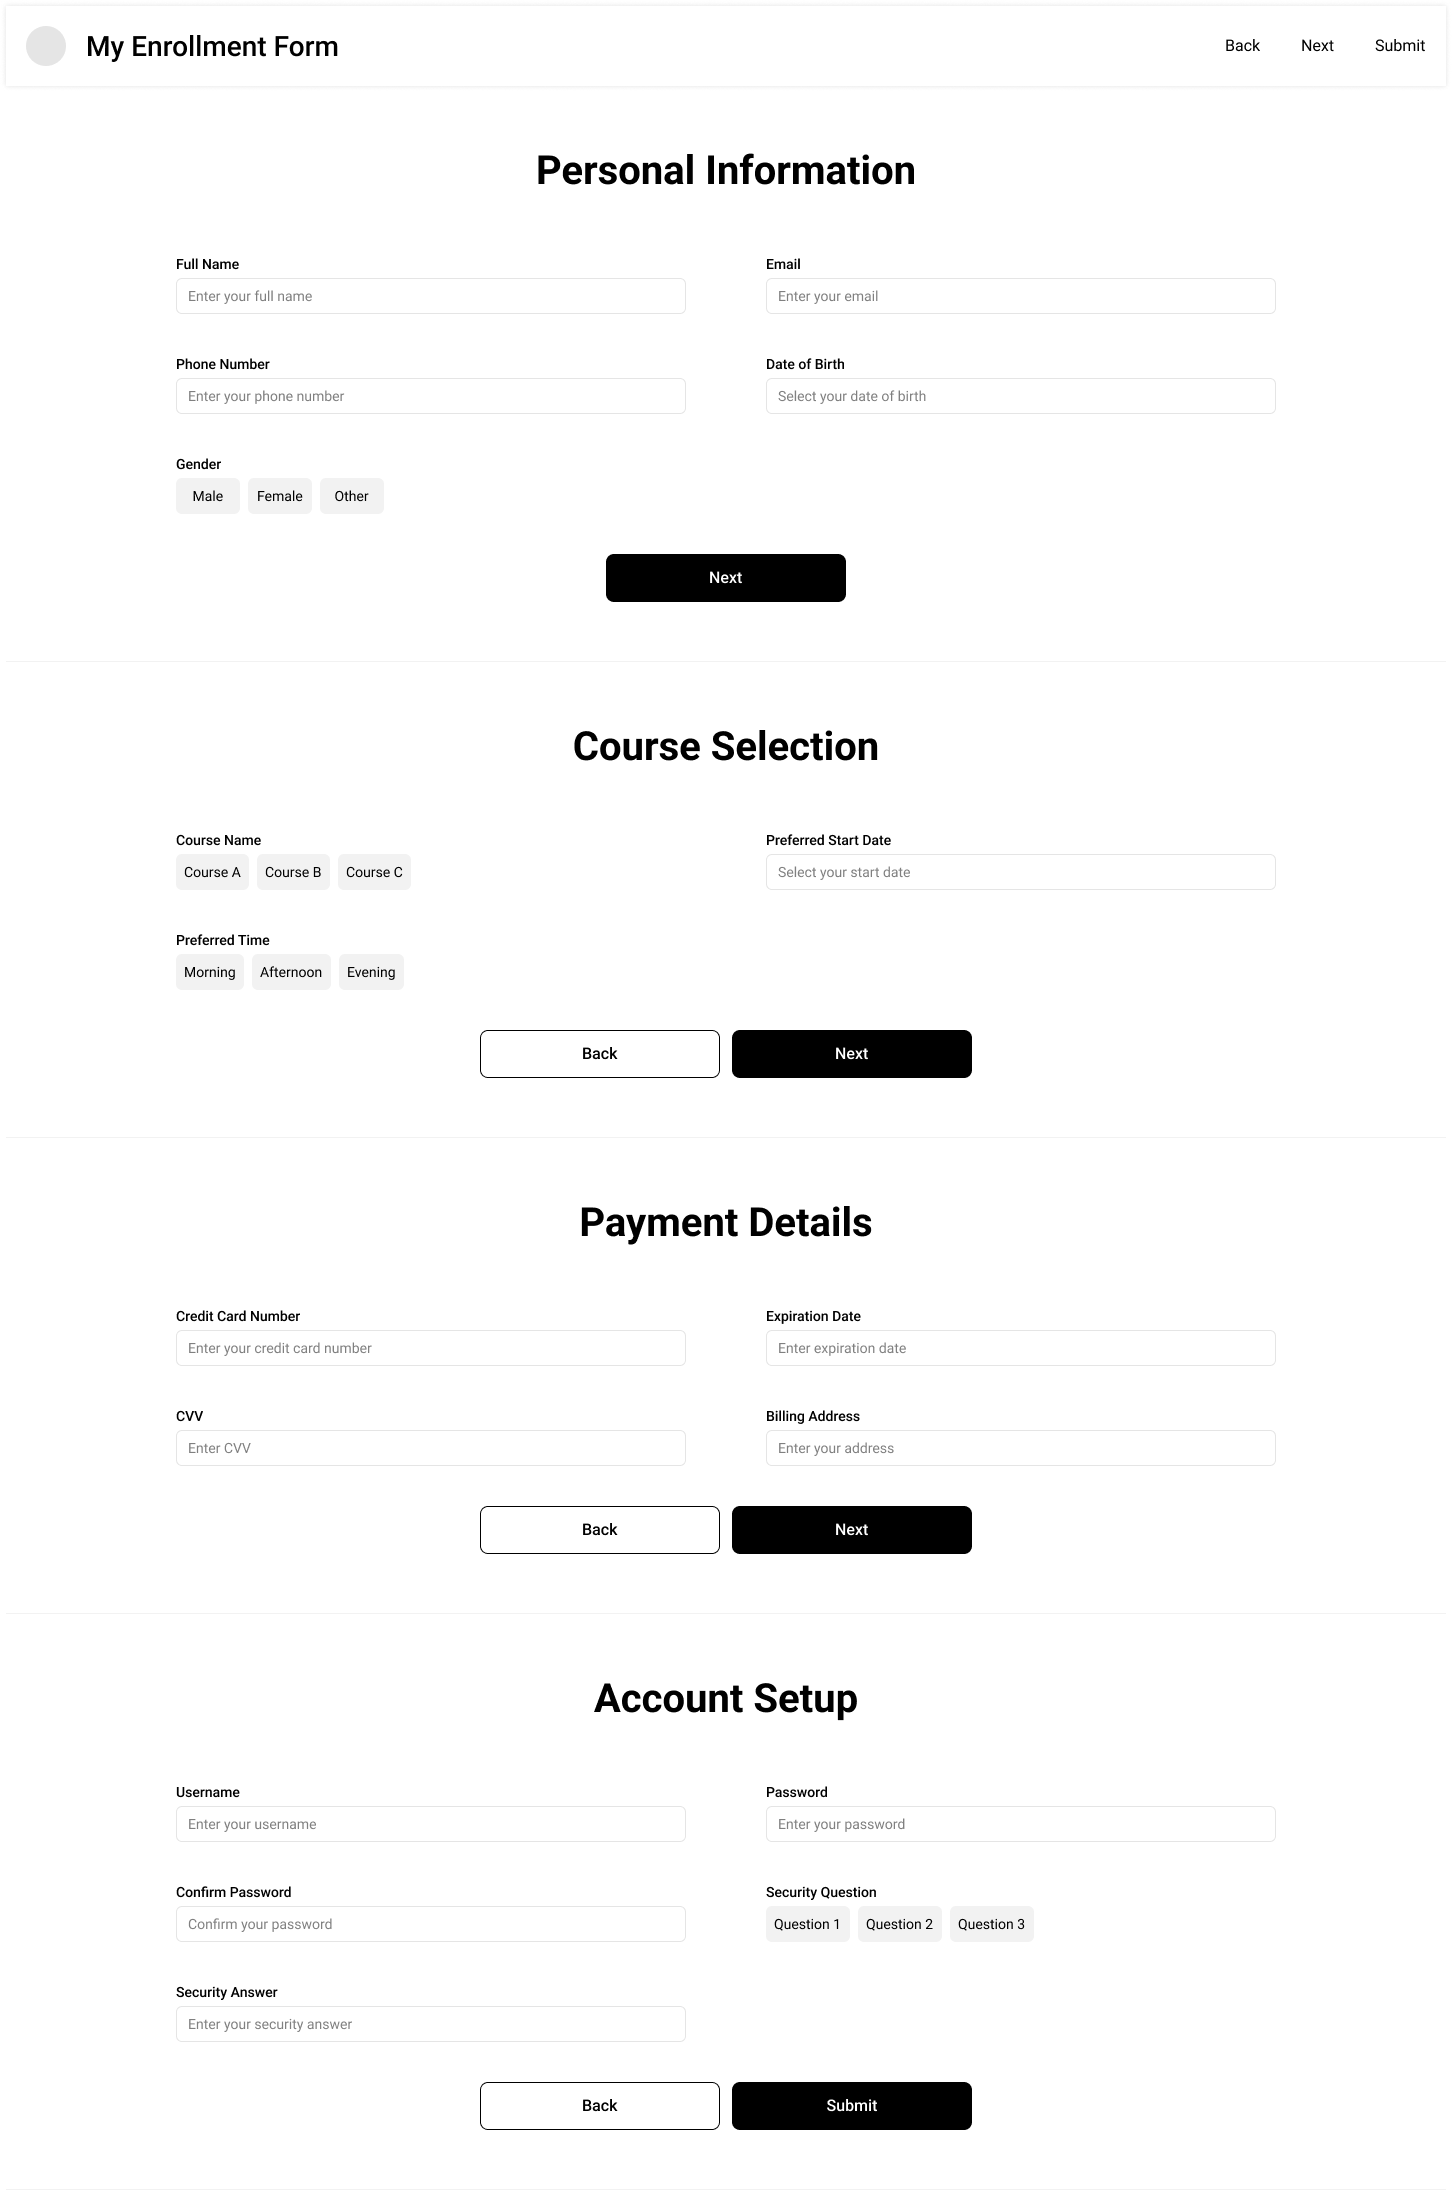 My Enrollment Form
Back Next Submit
Personal Information
Full Name
Enter your full name
Email
Enter your email
Phone Number
Enter your phone number
Date of Birth
Select your date of birth
Gender
Male Female Other
Next
Course Selection
Course Name
Course A Course B Course C
Preferred Start Date
Select your start date
Preferred Time
Morning Afternoon Evening
Back Next
Payment Details
Credit Card Number
Enter your credit card number
Expiration Date
Enter expiration date
CVV
Enter CVV
Billing Address
Enter your address
Back Next
Account Setup
Username
Enter your username
Password
Enter your password
Confirm Password
Confirm your password
Security Question
Question 1 Question 2 Question 3
Security Answer
Enter your security answer
Back Submit